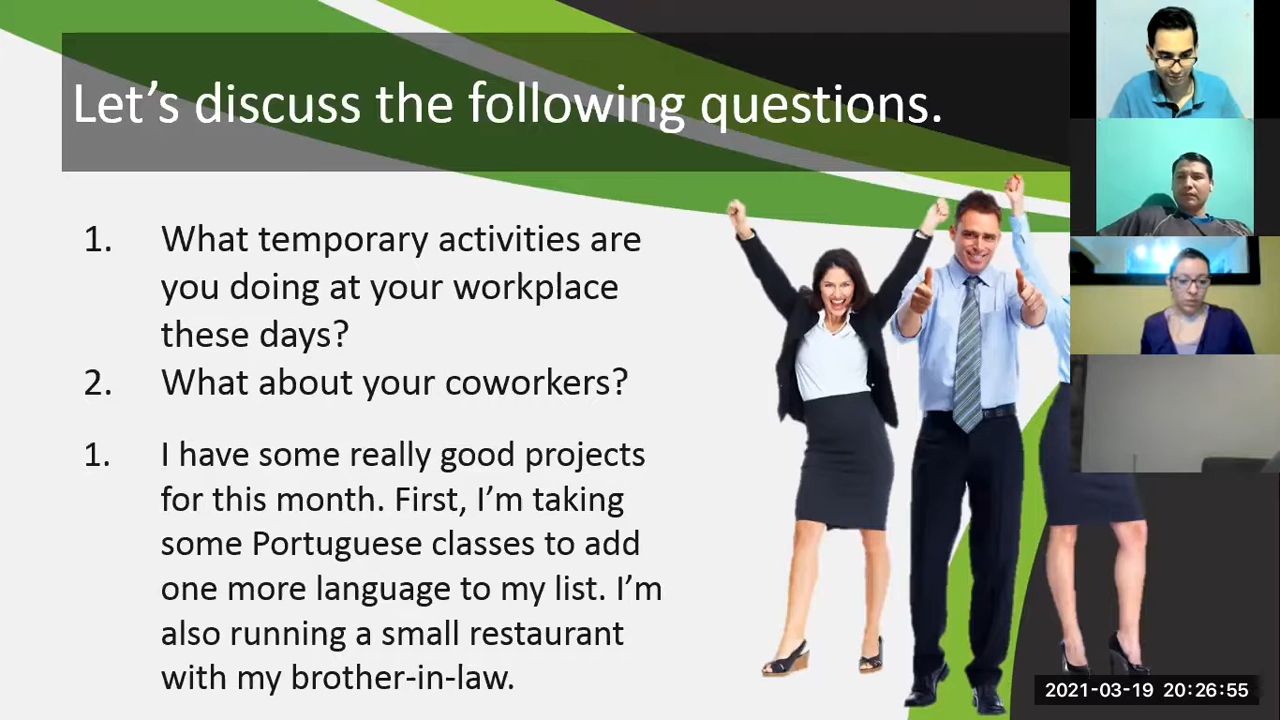 Let’s discuss the following questions.
1. What temporary activities are
you doing at your workplace
these days?
2. What about your coworkers?
1. I have some really good projects
for this month. First, I’m taking
some Portuguese classes to add
one more language to my list. I’m
also running a small restaurant
with my brother-in-law.
2021-03-19 20:26:55